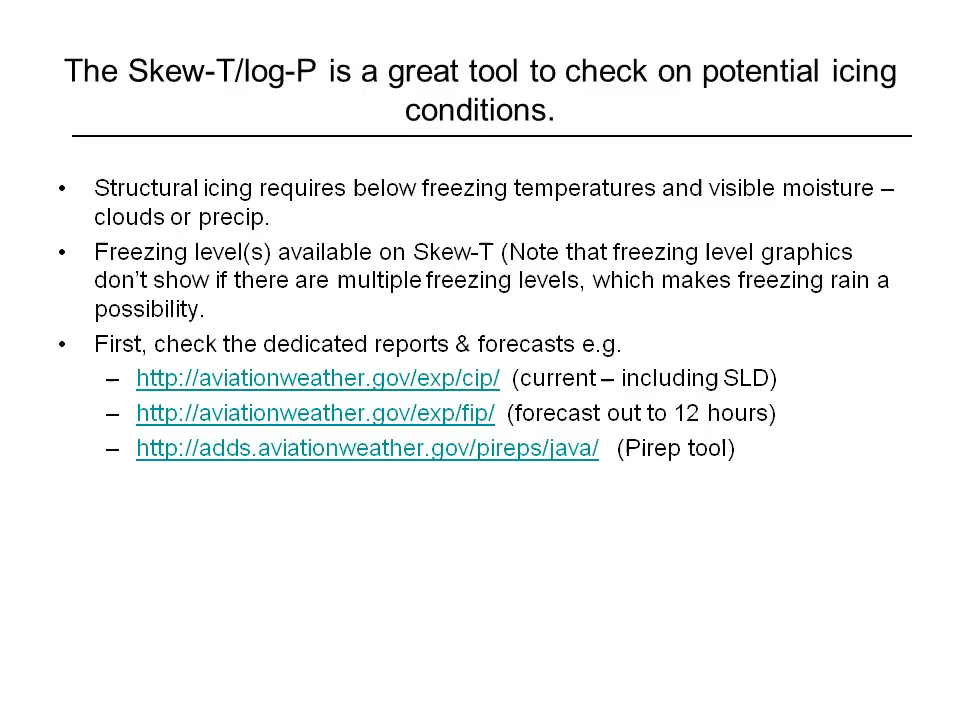 The Skew-T/log-P is a great tool to check on potential icing
conditions.
• Structural icing requires below freezing temperatures and visible moisture –
clouds or precip.
• Freezing level(s) available on Skew-T (Note that freezing level graphics
don't show if there are multiple freezing levels, which makes freezing rain a
possibility.
• First, check the dedicated reports & forecasts e.g.
– http://aviationweather.gov/exp/cip/ (current – including SLD)
– http://aviationweather.gov/exp/fip/ (forecast out to 12 hours)
– http://adds.aviationweather.gov/pireps/java/ (Pirep tool)